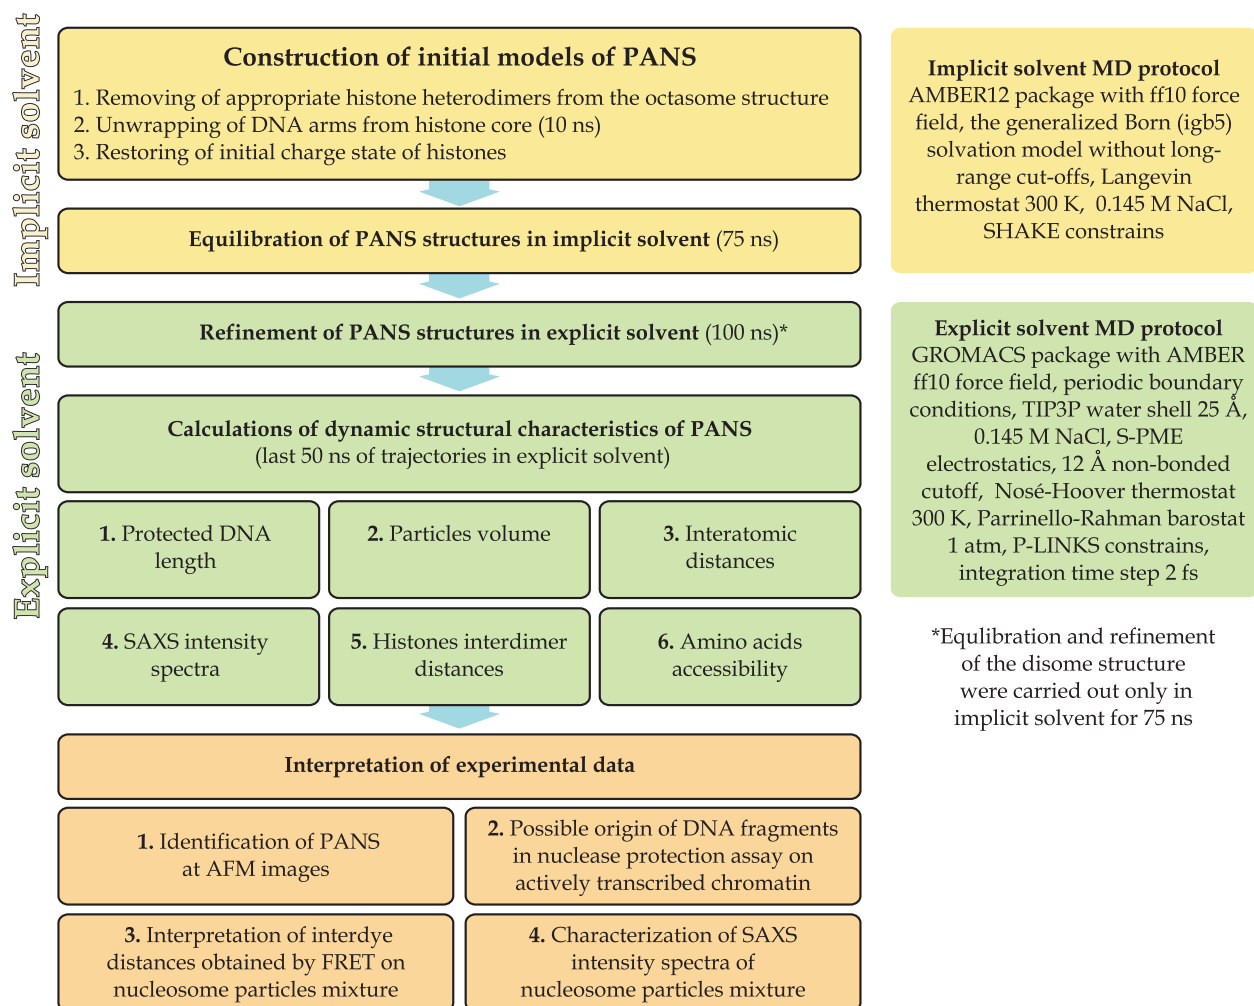 Implicit solvent
Construction of initial models of PANS
1. Removing of appropriate histone heterodimers from the octasome structure
2. Unwrapping of DNA arms from histone core (10 ns)
3. Restoring of initial charge state of histones
Equilibration of PANS structures in implicit solvent (75 ns)
Implicit solvent MD protocol
AMBER12 package with ff10 force
field, the generalized Born (igb5)
solvation model without long-
range cut-offs, Langevin
thermostat 300 K, 0.145 M NaCl,
SHAKE constrains
Explicit solvent
Refinement of PANS structures in explicit solvent (100 ns)*
Calculations of dynamic structural characteristics of PANS
(last 50 ns of trajectories in explicit solvent)
1. Protected DNA
length
2. Particles volume
3. Interatomic
distances
4. SAXS intensity
spectra
5. Histones interdimer
distances
6. Amino acids
accessibility
Explicit solvent MD protocol
GROMACS package with AMBER
ff10 force field, periodic boundary
conditions, TIP3P water shell 25 Å,
0.145 M NaCl, S-PME
electrostatics, 12 Å non-bonded
cutoff, Nosé-Hoover thermostat
300 K, Parrinello-Rahman barostat
1 atm, P-LINKS constrains,
integration time step 2 fs
*Equlibration and refinement
of the disome structure
were carried out only in
implicit solvent for 75 ns
Interpretation of experimental data
1. Identification of PANS
at AFM images
2. Possible origin of DNA fragments
in nuclease protection assay on
actively transcribed chromatin
3. Interpretation of interdye
distances obtained by FRET on
nucleosome particles mixture
4. Characterization of SAXS
intensity spectra of
nucleosome particles mixture